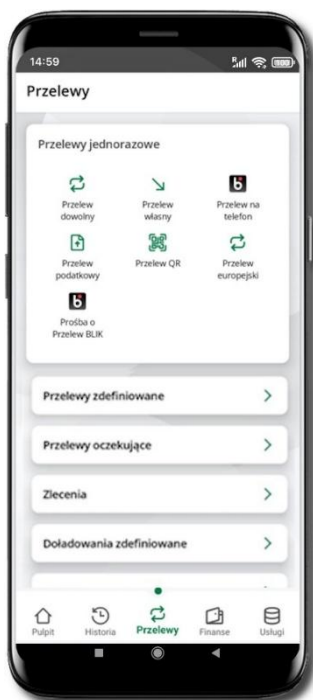 14:59
Przelewy
Przelewy jednorazowe
Przelew
dowolny
Przelew
własny
Przelew na
telefon
Przelew
podatkowy
Przelew QR
Przelew
europejski
Prośba o
Przelew BLIK
Przelewy zdefiniowane
Przelewy oczekujące
Zlecenia
Doładowania zdefiniowane
Pulpit
Historia
Przelewy
Finanse
Usługi